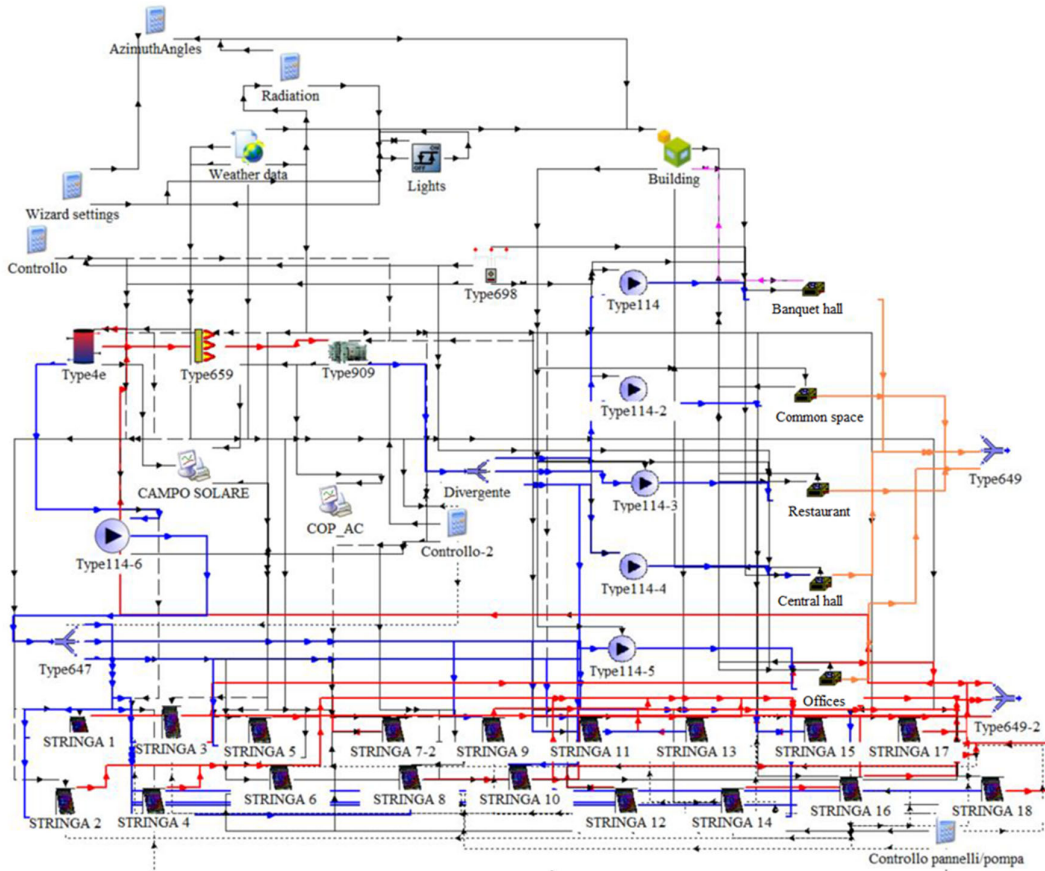 AzimuthAngles
Radiation
Weather data
ON
OFF
Lights
Building
Wizard settings
Controllo
Type698
Type114
Banquet hall
Type4e
Type659
Type909
Type114-2
Common space
CAMPO SOLARE
COP_AC
Divergente
Type114-3
Restaurant
Type649
Type114-6
Controllo-2
Type114-4
Central hall
Type647
Type114-5
Offices
Type649-2
STRINGA 1
STRINGA 3
STRINGA 5
STRINGA 7-2
STRINGA 9
STRINGA 11
STRINGA 13
STRINGA 15
STRINGA 17
STRINGA 2
STRINGA 4
STRINGA 6
STRINGA 8
STRINGA 10
STRINGA 12
STRINGA 14
STRINGA 16
STRINGA 18
Controllo pannelli/pompa